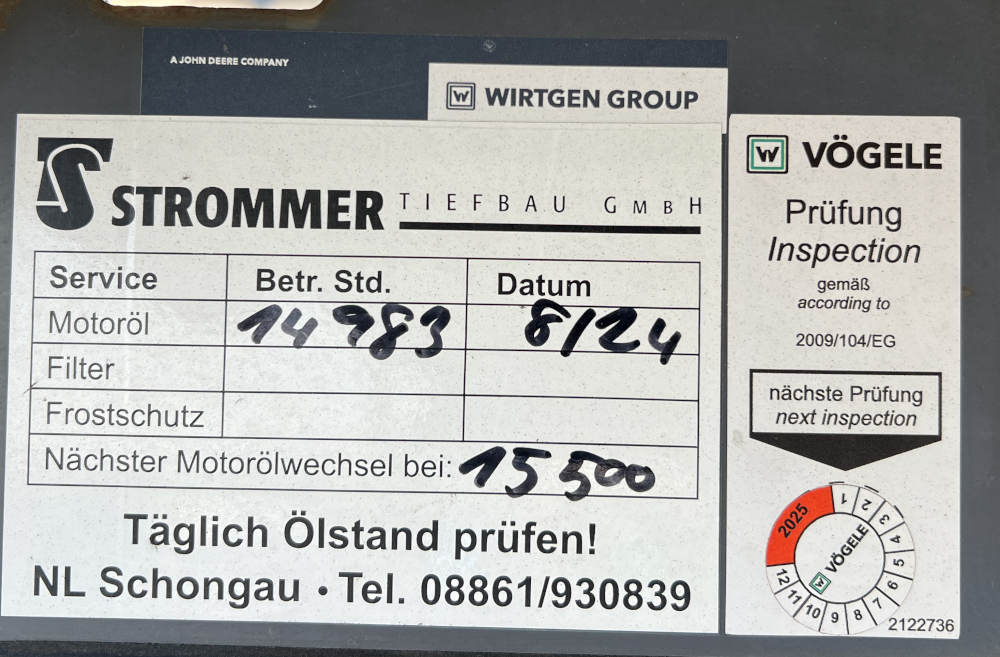 A JOHN DEERE COMPANY
WIRTGEN GROUP
STROMMER TIEFBAU GMBH
Service Betr. Std. Datum
Motoröl 14983 8/24
Filter
Frostschutz
Nächster Motorölwechsel bei: 15500
Täglich Ölstand prüfen!
NL Schongau • Tel. 08861/930839
VÖGELE
Prüfung
Inspection
gemäß
according to
2009/104/EG
nächste Prüfung
next inspection
2025
1 2 3 4 5 6 7 8 9 10 11 12
VÖGELE
2122736